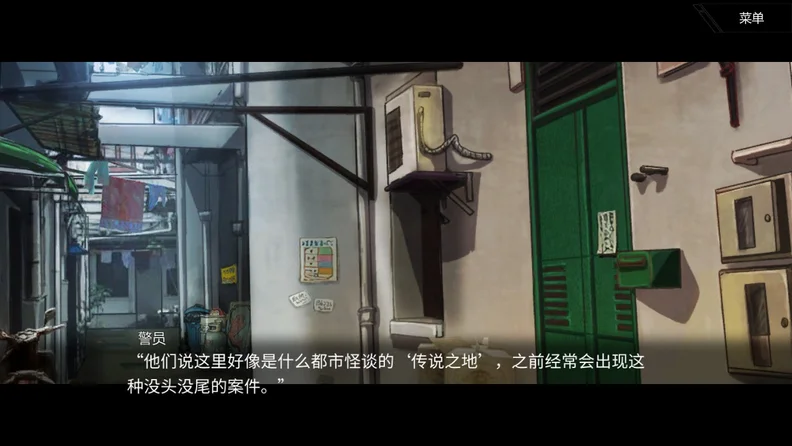 菜单
警员
“他们说这里好像是什么都市怪谈的‘传说之地’，之前经常会出现这
种没头没尾的案件。”